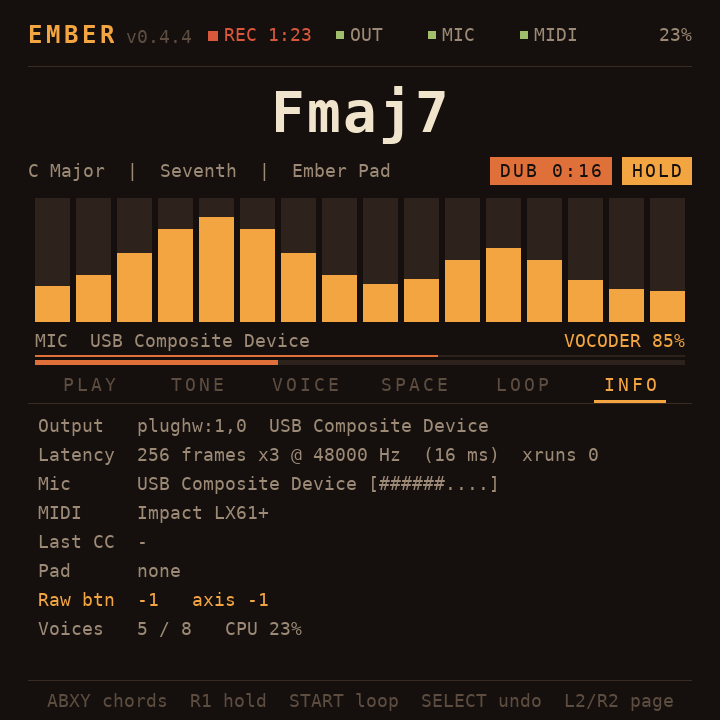 EMBER v0.4.4 REC 1:23 OUT MIC MIDI 23%
Fmaj7
C Major | Seventh | Ember Pad DUB 0:16 HOLD
MIC USB Composite Device VOCODER 85%
PLAY TONE VOICE SPACE LOOP INFO
Output plughw:1,0 USB Composite Device
Latency 256 frames x3 @ 48000 Hz (16 ms) xruns 0
Mic USB Composite Device [######....]
MIDI Impact LX61+
Last CC -
Pad none
Raw btn -1 axis -1
Voices 5 / 8 CPU 23%
ABXY chords R1 hold START loop SELECT undo L2/R2 page